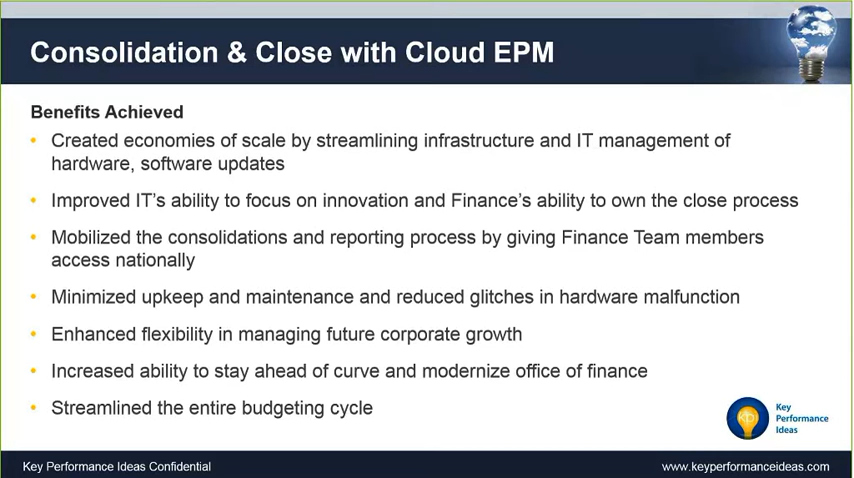 Consolidation & Close with Cloud EPM
Benefits Achieved
• Created economies of scale by streamlining infrastructure and IT management of
hardware, software updates
• Improved IT's ability to focus on innovation and Finance's ability to own the close process
• Mobilized the consolidations and reporting process by giving Finance Team members
access nationally
• Minimized upkeep and maintenance and reduced glitches in hardware malfunction
• Enhanced flexibility in managing future corporate growth
• Increased ability to stay ahead of curve and modernize office of finance
• Streamlined the entire budgeting cycle
kp
Key
Performance
Ideas
Key Performance Ideas Confidential
www.keyperformanceideas.com